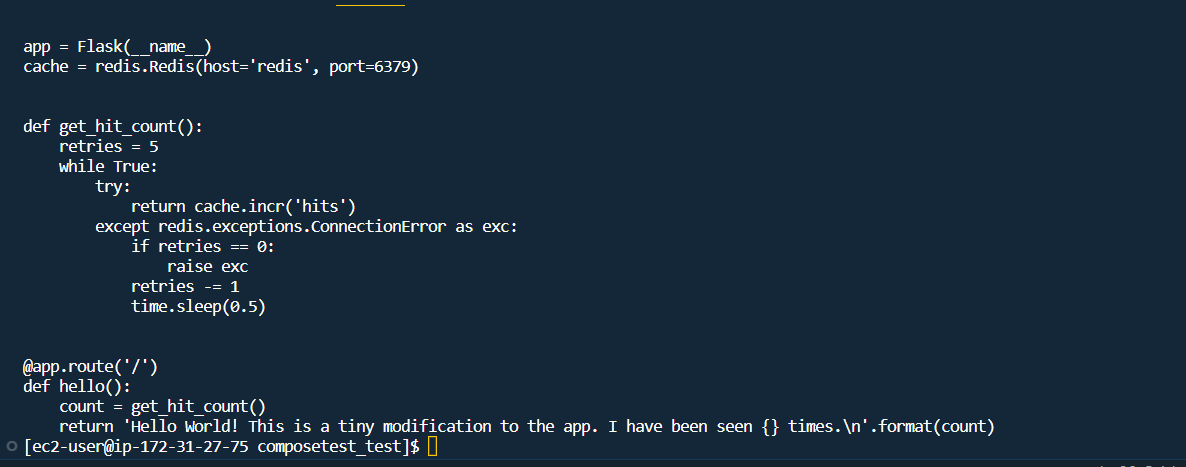 app = Flask(__name__)
cache = redis.Redis(host='redis', port=6379)
def get_hit_count():
    retries = 5
    while True:
        try:
            return cache.incr('hits')
        except redis.exceptions.ConnectionError as exc:
            if retries == 0:
                raise exc
            retries -= 1
            time.sleep(0.5)
@app.route('/')
def hello():
    count = get_hit_count()
    return 'Hello World! This is a tiny modification to the app. I have been seen {} times.\n'.format(count)
[ec2-user@ip-172-31-27-75 composetest_test]$